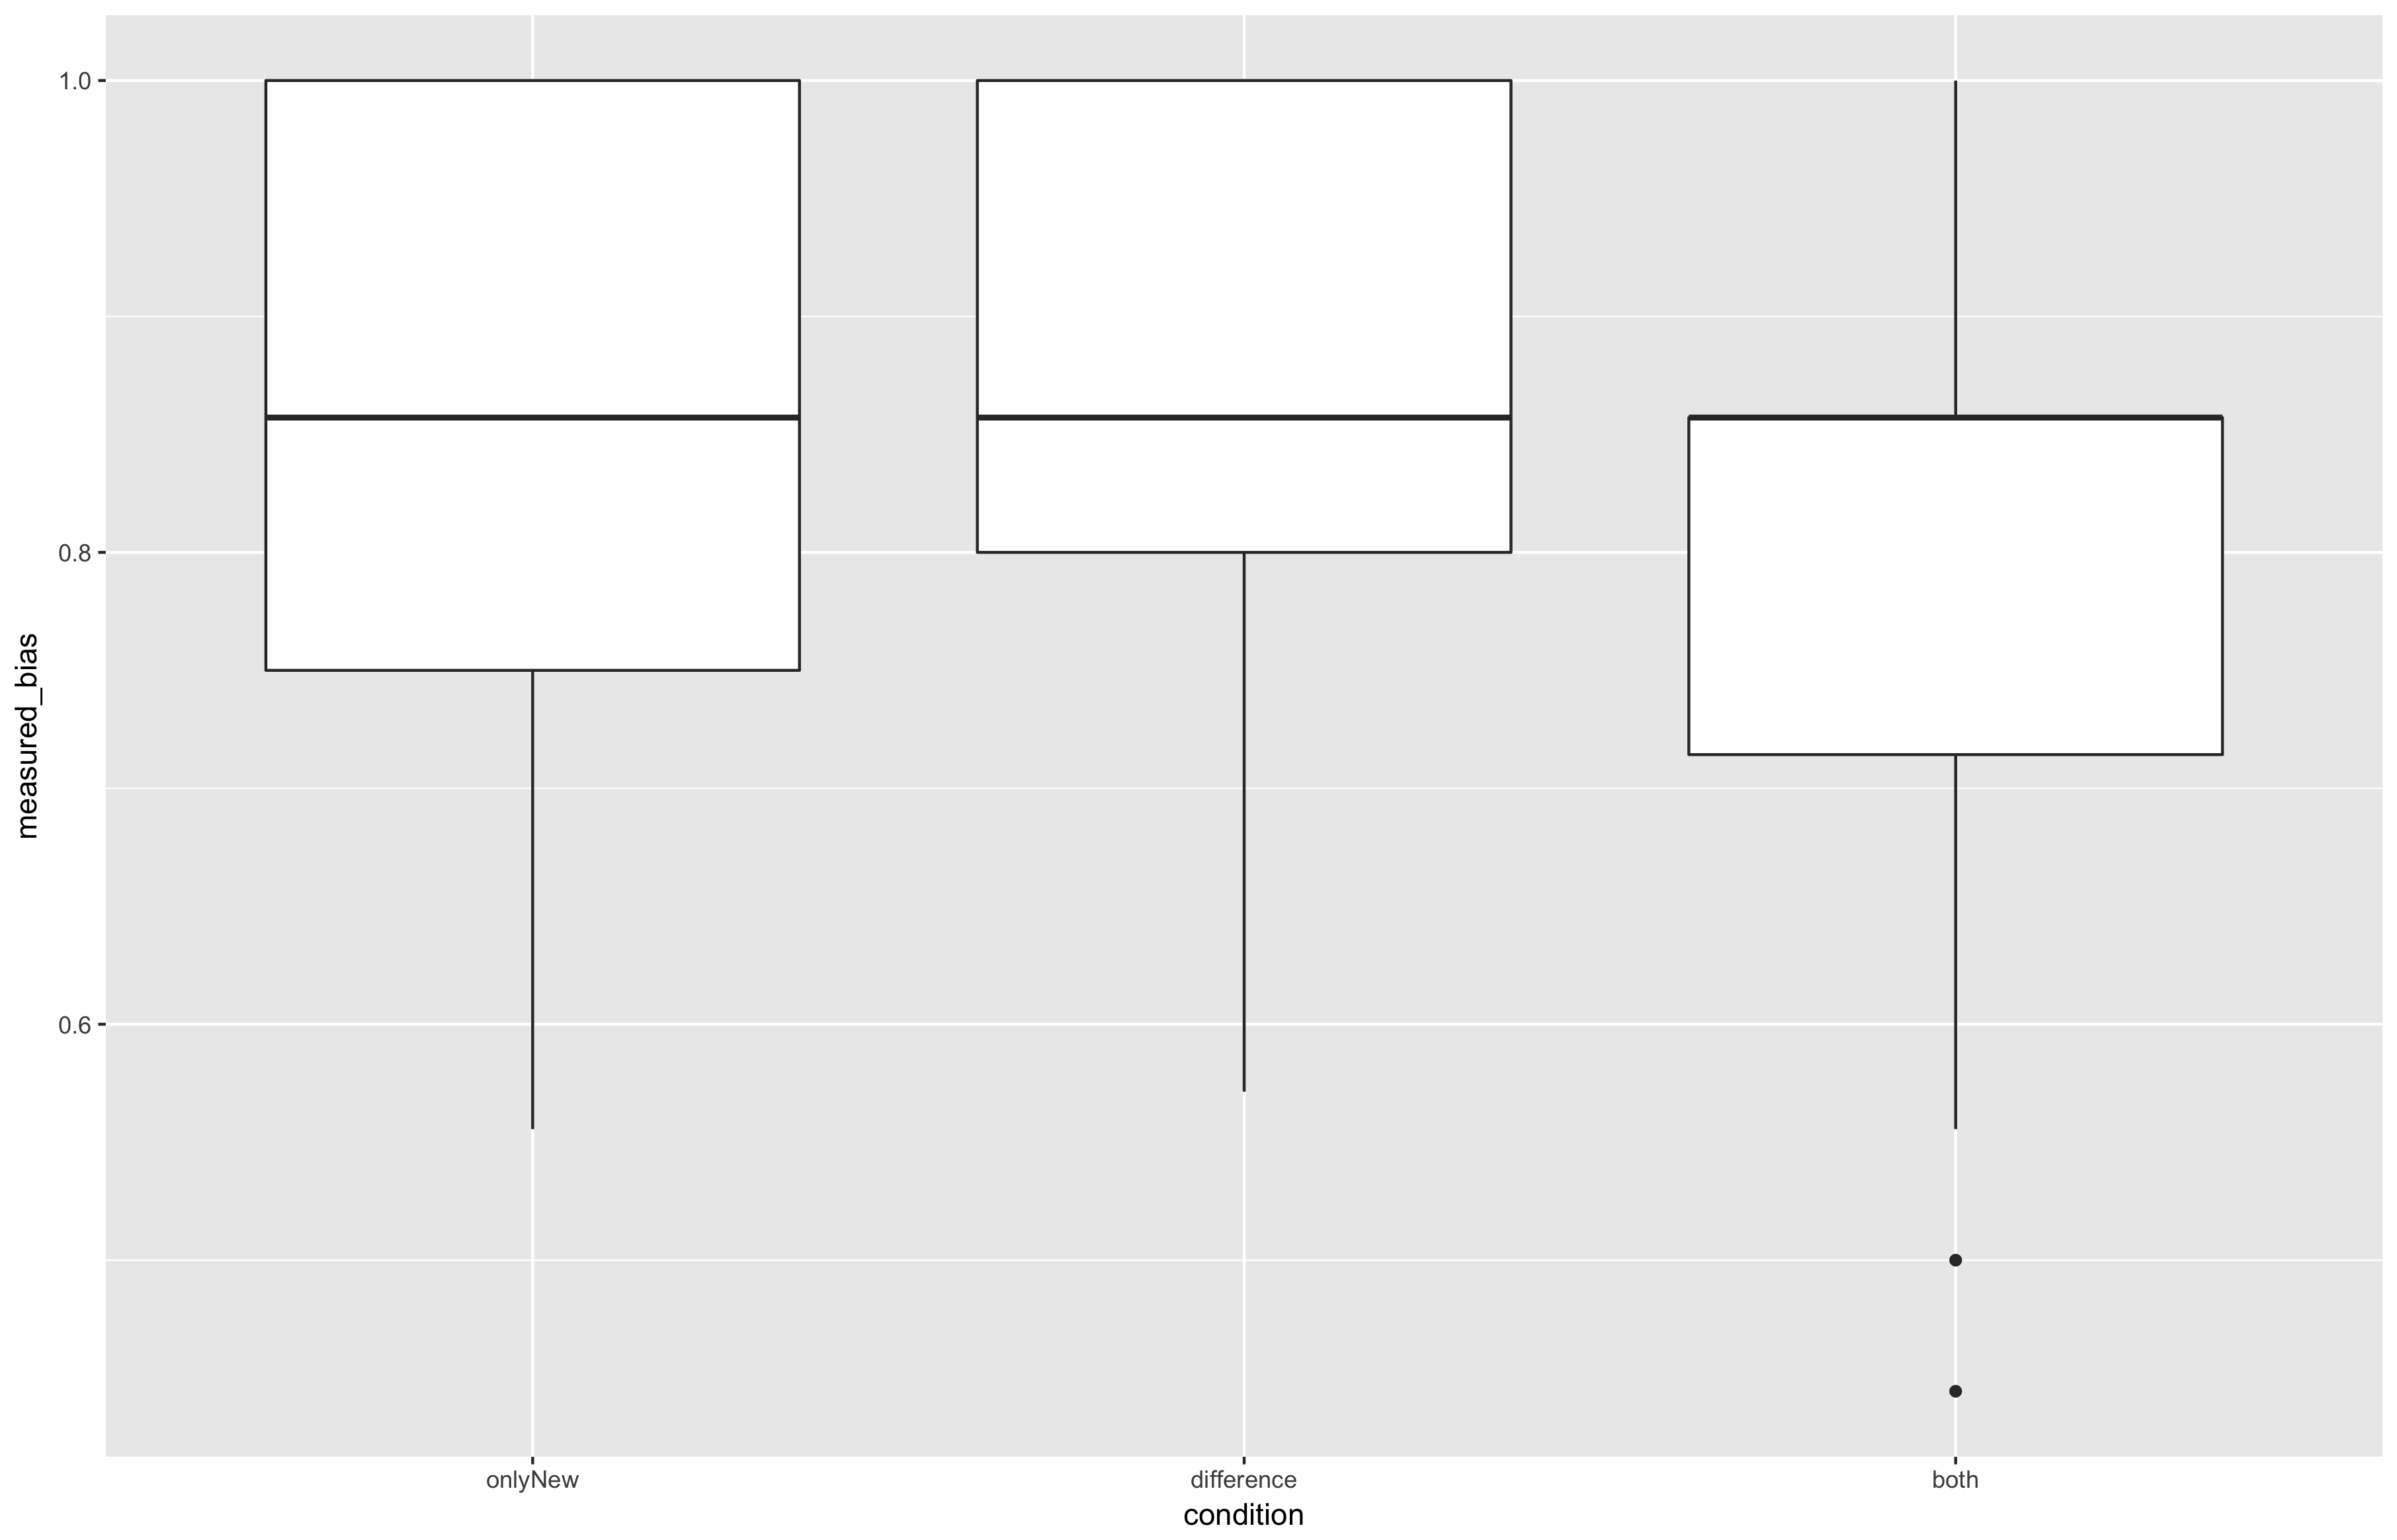 1.0
0.8
0.6
measured_bias
onlyNew
difference
both
condition